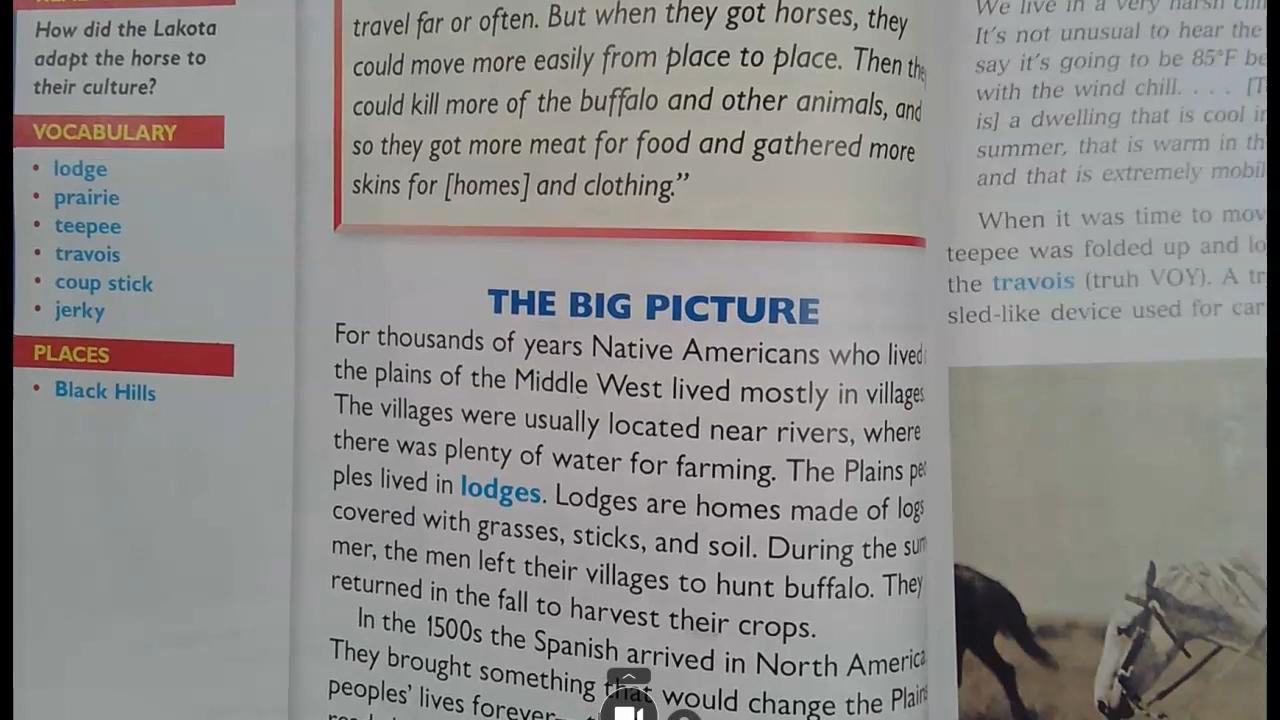 How did the Lakota
adapt the horse to
their culture?
VOCABULARY
• lodge
• prairie
• teepee
• travois
• coup stick
• jerky
PLACES
• Black Hills
travel far or often. But when they got horses, they
could move more easily from place to place. Then they
could kill more of the buffalo and other animals, and
so they got more meat for food and gathered more
skins for [homes] and clothing.”
THE BIG PICTURE
For thousands of years Native Americans who lived
the plains of the Middle West lived mostly in villages
The villages were usually located near rivers, where
there was plenty of water for farming. The Plains peo
ples lived in lodges. Lodges are homes made of logs
covered with grasses, sticks, and soil. During the sum
mer, the men left their villages to hunt buffalo. They
returned in the fall to harvest their crops.
In the 1500s the Spanish arrived in North America
They brought something that would change the Plains
peoples’ lives forever—
We live in a very harsh
It’s not unusual to hear the
say it’s going to be 85°F be
with the wind chill. . . . [T
is] a dwelling that is cool in
summer, that is warm in th
and that is extremely mobil
When it was time to mov
teepee was folded up and lo
the travois (truh VOY). A tr
sled-like device used for car